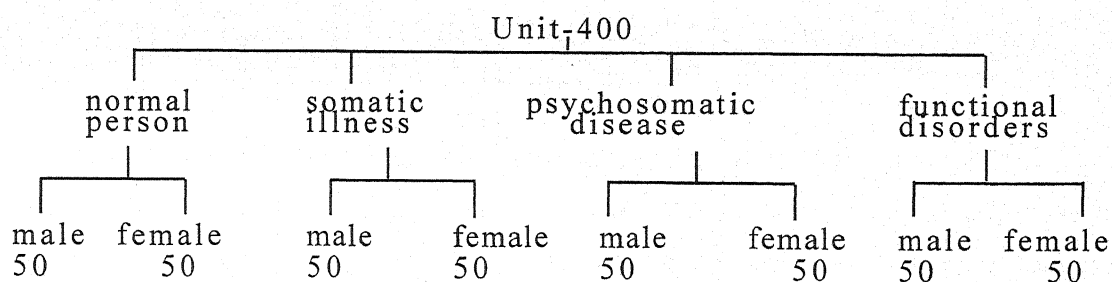 Unit-400
normal person
somatic illness
psychosomatic disease
functional disorders
male female male female male female male female
50 50 50 50 50 50 50 50